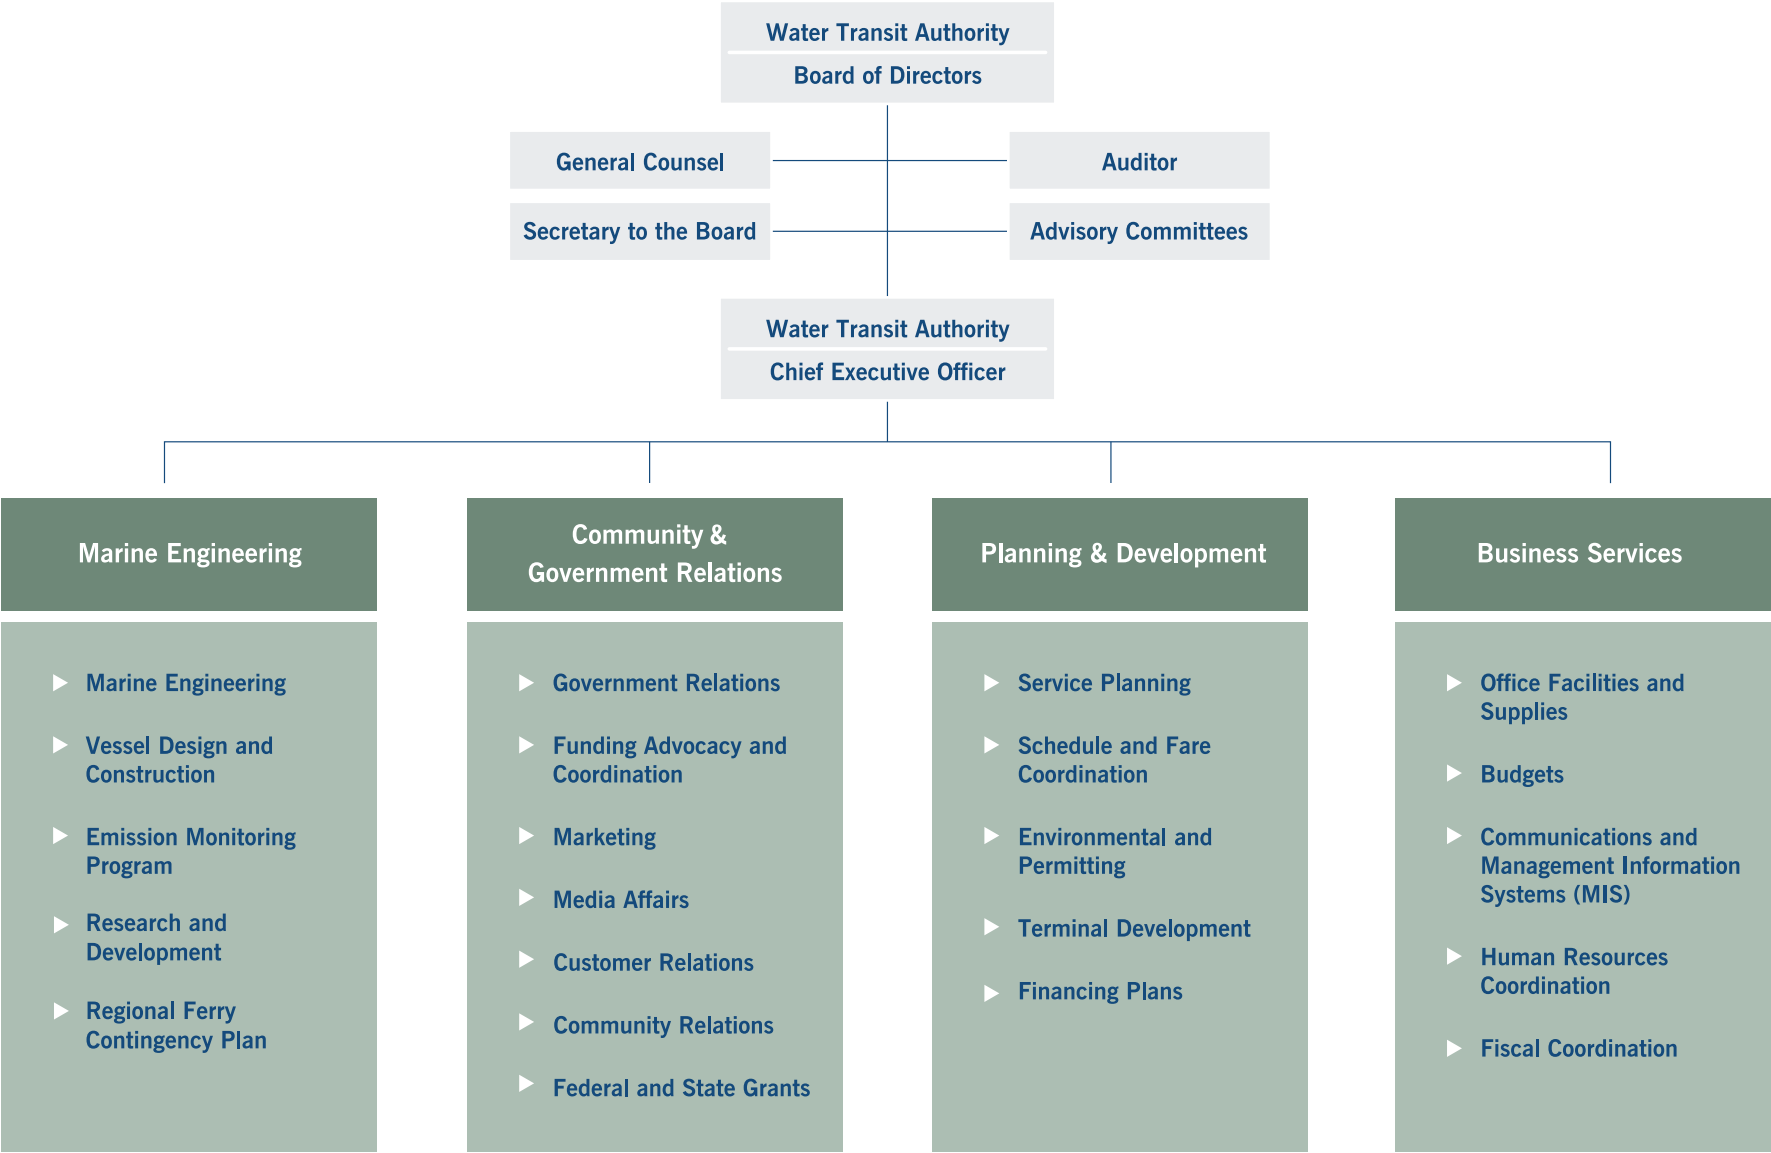 Water Transit Authority
Board of Directors
General Counsel
Auditor
Secretary to the Board
Advisory Committees
Water Transit Authority
Chief Executive Officer
Marine Engineering
Marine Engineering
Vessel Design and
Construction
Emission Monitoring
Program
Research and
Development
Regional Ferry
Contingency Plan
Community &
Government Relations
Government Relations
Funding Advocacy and
Coordination
Marketing
Media Affairs
Customer Relations
Community Relations
Federal and State Grants
Planning & Development
Service Planning
Schedule and Fare
Coordination
Environmental and
Permitting
Terminal Development
Financing Plans
Business Services
Office Facilities and
Supplies
Budgets
Communications and
Management Information
Systems (MIS)
Human Resources
Coordination
Fiscal Coordination